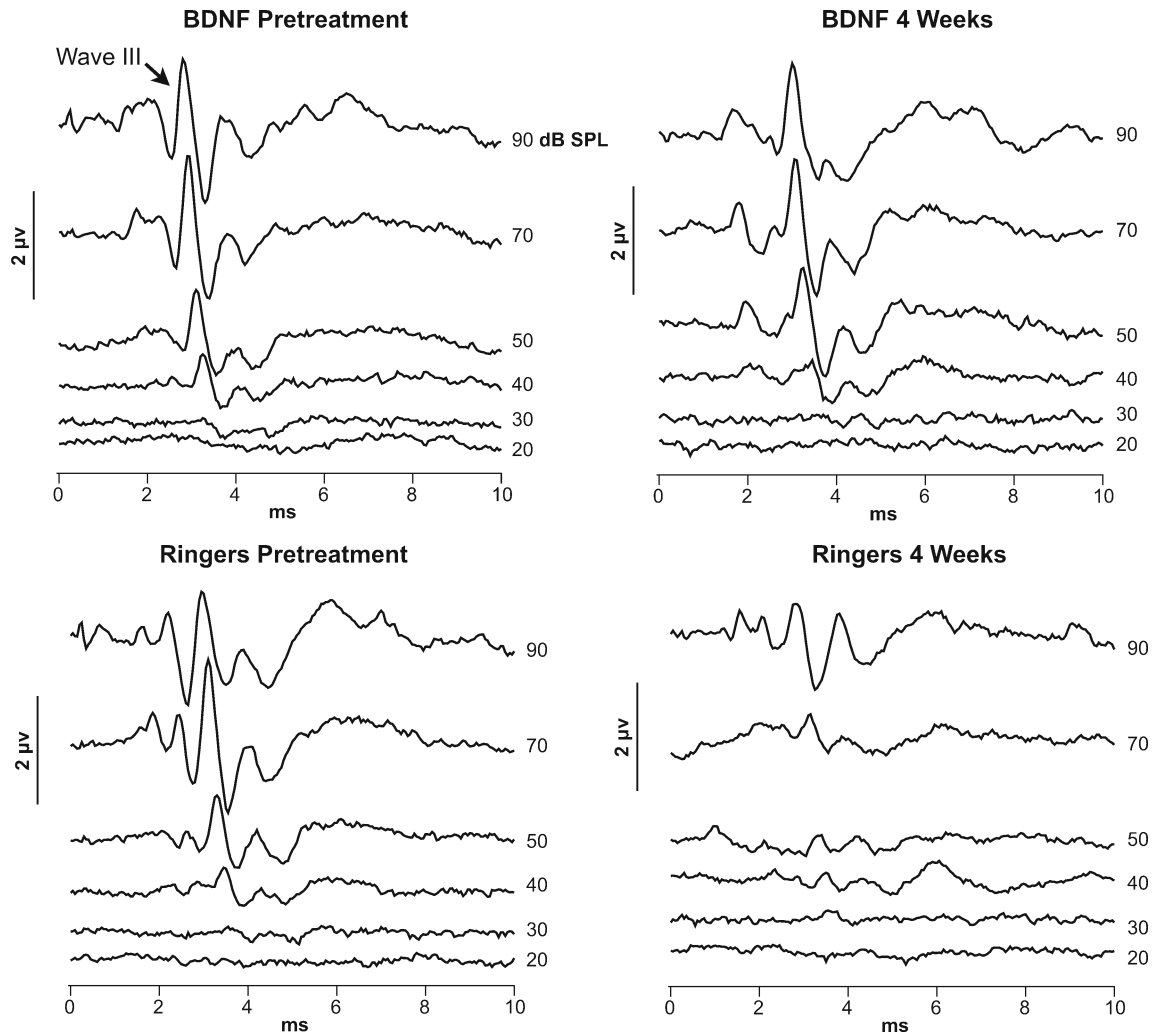 BDNF Pretreatment
Wave III
90 dB SPL
70
2 µv
50
40
30
20
0 2 4 6 8 10
ms
BDNF 4 Weeks
90
70
2 µv
50
40
30
20
0 2 4 6 8 10
ms
Ringers Pretreatment
90
70
2 µv
50
40
30
20
0 2 4 6 8 10
ms
Ringers 4 Weeks
90
70
2 µv
50
40
30
20
0 2 4 6 8 10
ms